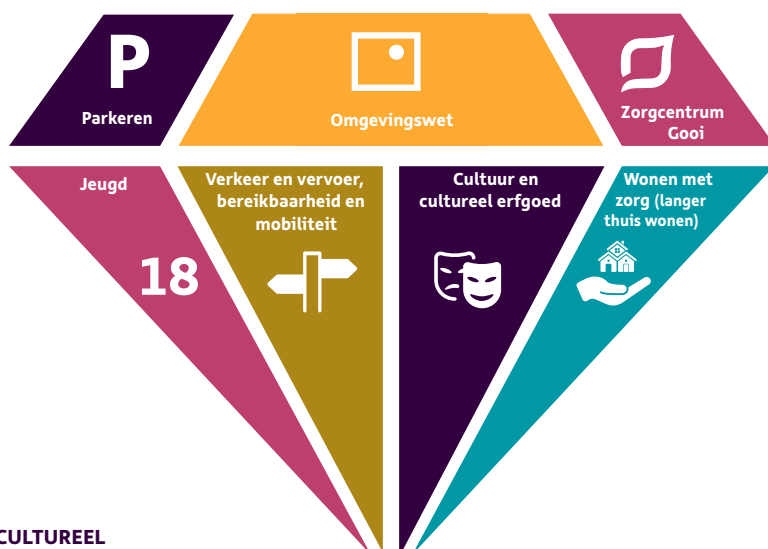 P
Parkeren
Omgevingswet
Zorgcentrum
Gooi
Jeugd
18
Verkeer en vervoer,
bereikbaarheid en
mobiliteit
Cultuur en
cultureel erfgoed
Wonen met
zorg (langer
thuis wonen)
CULTUREEL